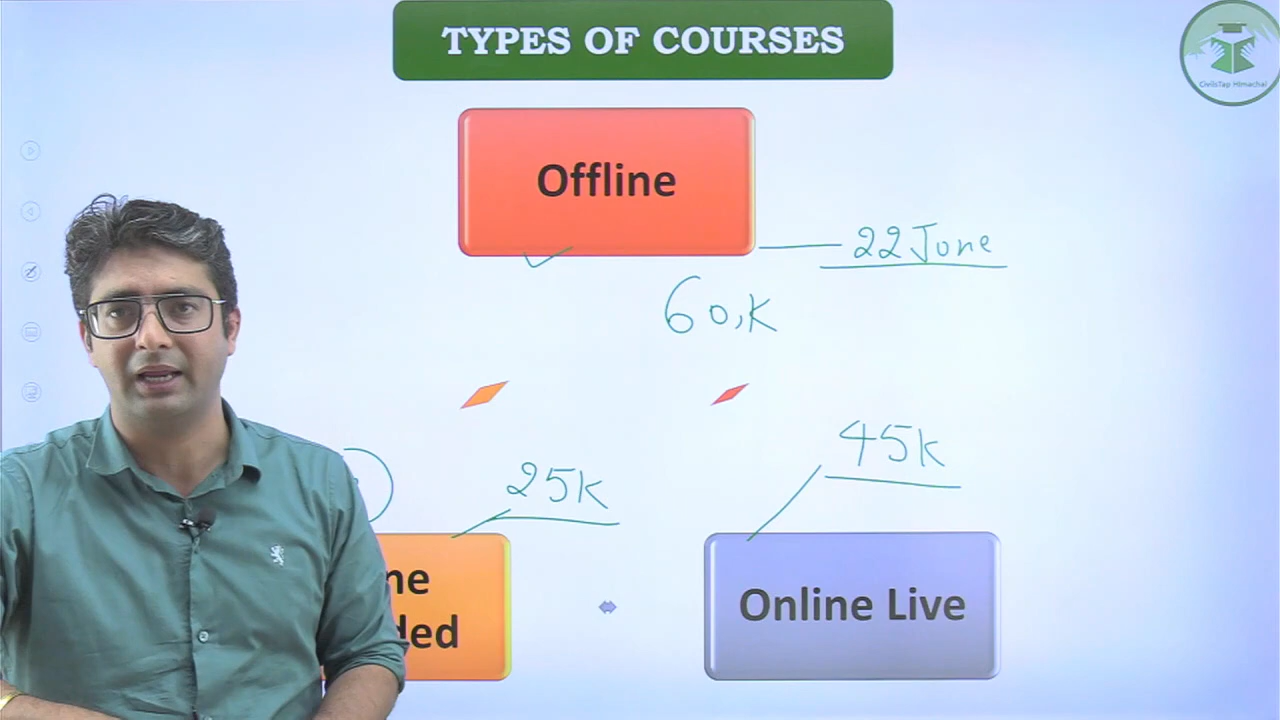 TYPES OF COURSES
CivilsTap Himachal
Offline
22 June
60,K
45K
25K
ne
ded
Online Live